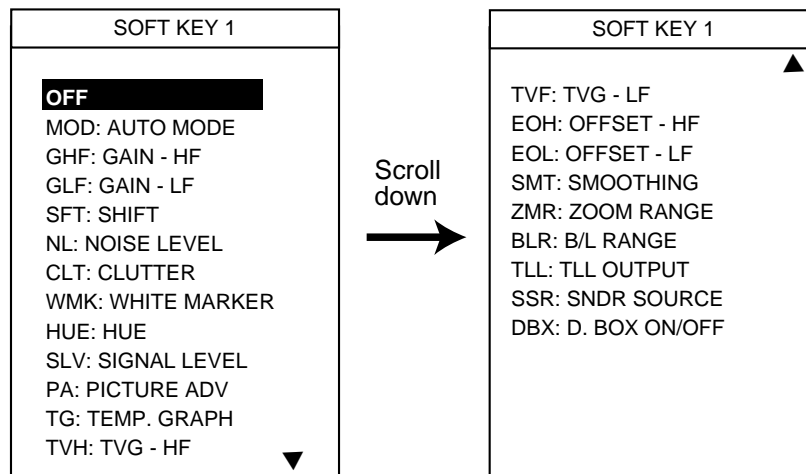 SOFT KEY 1
OFF
MOD: AUTO MODE
GHF: GAIN - HF
GLF: GAIN - LF
SFT: SHIFT
NL: NOISE LEVEL
CLT: CLUTTER
WMK: WHITE MARKER
HUE: HUE
SLV: SIGNAL LEVEL
PA: PICTURE ADV
TG: TEMP. GRAPH
TVH: TVG - HF
Scroll
down
SOFT KEY 1
TVF: TVG - LF
EOH: OFFSET - HF
EOL: OFFSET - LF
SMT: SMOOTHING
ZMR: ZOOM RANGE
BLR: B/L RANGE
TLL: TLL OUTPUT
SSR: SNDR SOURCE
DBX: D. BOX ON/OFF